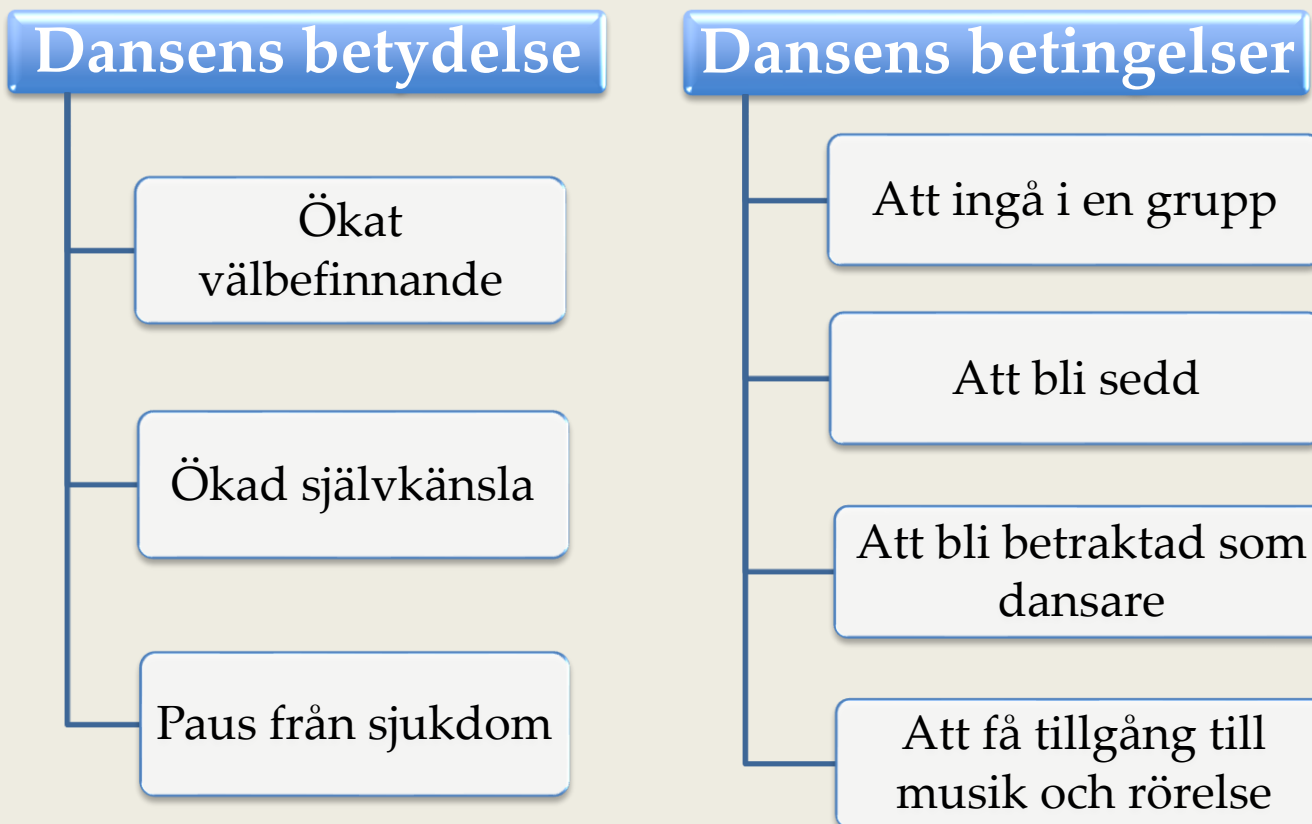 Dansens betydelse
Ökat
välbefinnande
Ökad självkänsla
Paus från sjukdom
Dansens betingelser
Att ingå i en grupp
Att bli sedd
Att bli betraktad som
dansare
Att få tillgång till
musik och rörelse